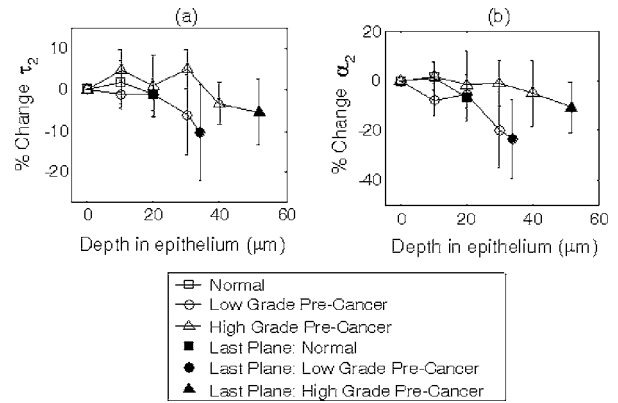 (a)
% Change τ2
10
0
-10
-20
0
20
40
60
Depth in epithelium (μm)
(b)
% Change α2
20
0
-20
-40
0
20
40
60
Depth in epithelium (μm)
Normal
Low Grade Pre-Cancer
High Grade Pre-Cancer
Last Plane: Normal
Last Plane: Low Grade Pre-Cancer
Last Plane: High Grade Pre-Cancer